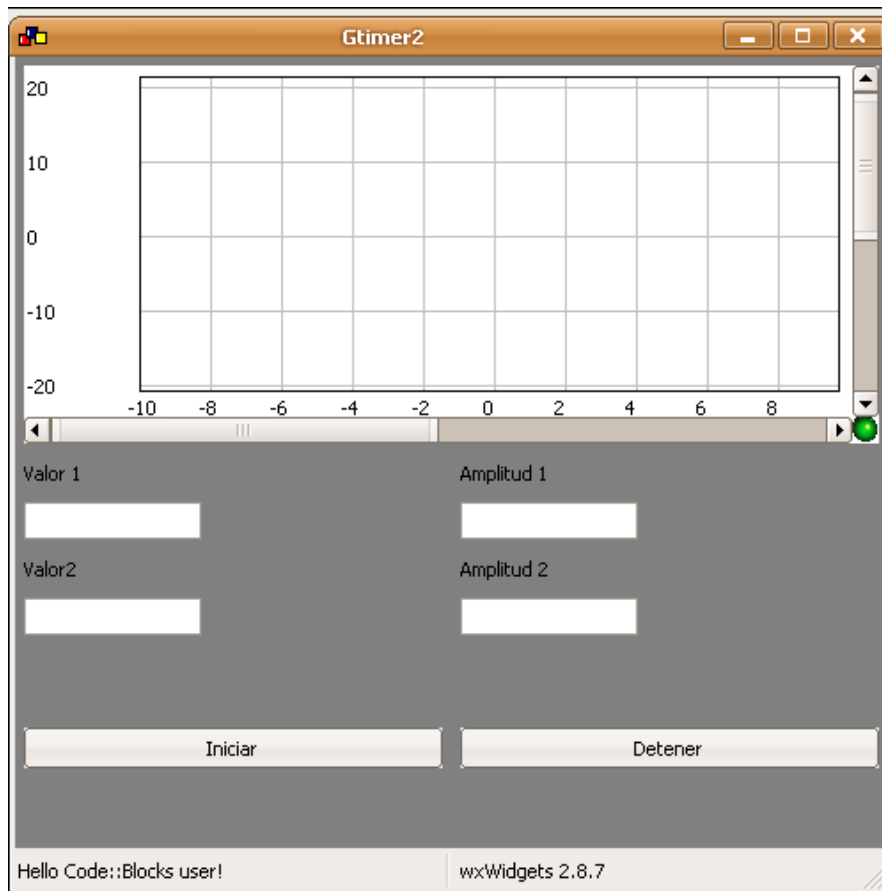 Gtimer2
20
10
0
-10
-20
-10 -8 -6 -4 -2 0 2 4 6 8
Valor 1 Amplitud 1
Valor2 Amplitud 2
Iniciar Detener
Hello Code::Blocks user! wxWidgets 2.8.7